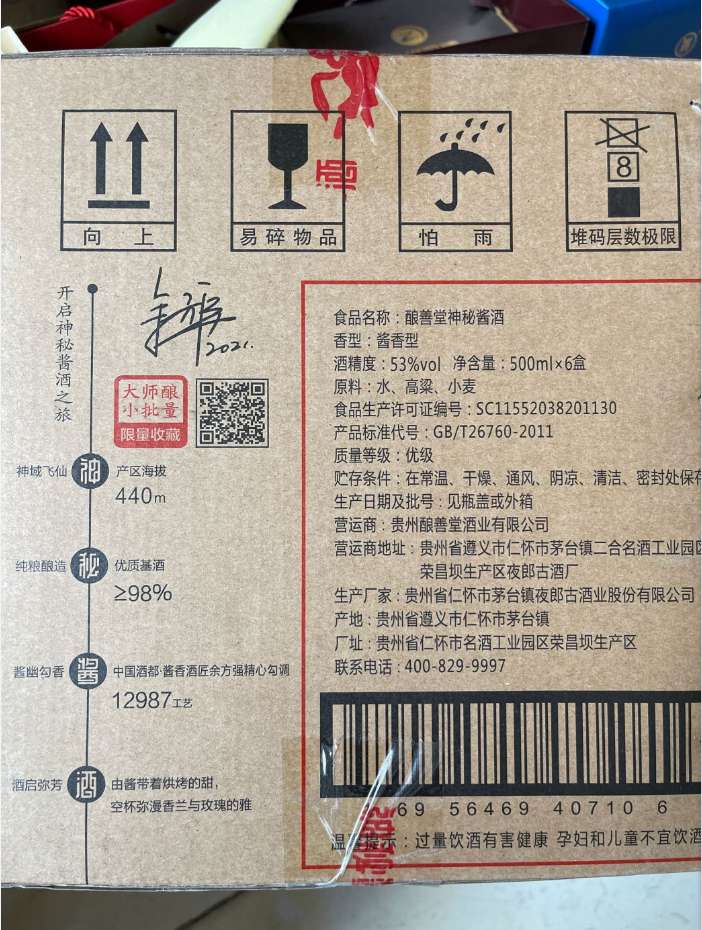 8
向上
易碎物品
怕雨
堆码层数极限
开启神秘酱酒之旅
2021.
大师酿
小批量
限量收藏
食品名称：酿善堂神秘酱酒
香型：酱香型
酒精度：53%vol 净含量：500ml×6盒
原料：水、高粱、小麦
食品生产许可证编号：SC11552038201130
产品标准代号：GB/T26760-2011
质量等级：优级
贮存条件：在常温、干燥、通风、阴凉、清洁、密封处保存
生产日期及批号：见瓶盖或外箱
营运商：贵州酿善堂酒业有限公司
营运商地址：贵州省遵义市仁怀市茅台镇二合名酒工业园区
荣昌坝生产区夜郎古酒厂
生产厂家：贵州省仁怀市茅台镇夜郎古酒业股份有限公司
产地：贵州省遵义市仁怀市茅台镇
厂址：贵州省仁怀市名酒工业园区荣昌坝生产区
联系电话：400-829-9997
神域飞仙 神 产区海拔
440m
纯粮酿造 秘 优质基酒
≥98%
酱幽勾香 酱 中国酒都·酱香酒匠余方强精心勾调
12987工艺
酒启弥芳 酒 由酱带着烘烤的甜，
空杯弥漫香兰与玫瑰的雅
69 56469 40710 6
温馨提示：过量饮酒有害健康 孕妇和儿童不宜饮酒